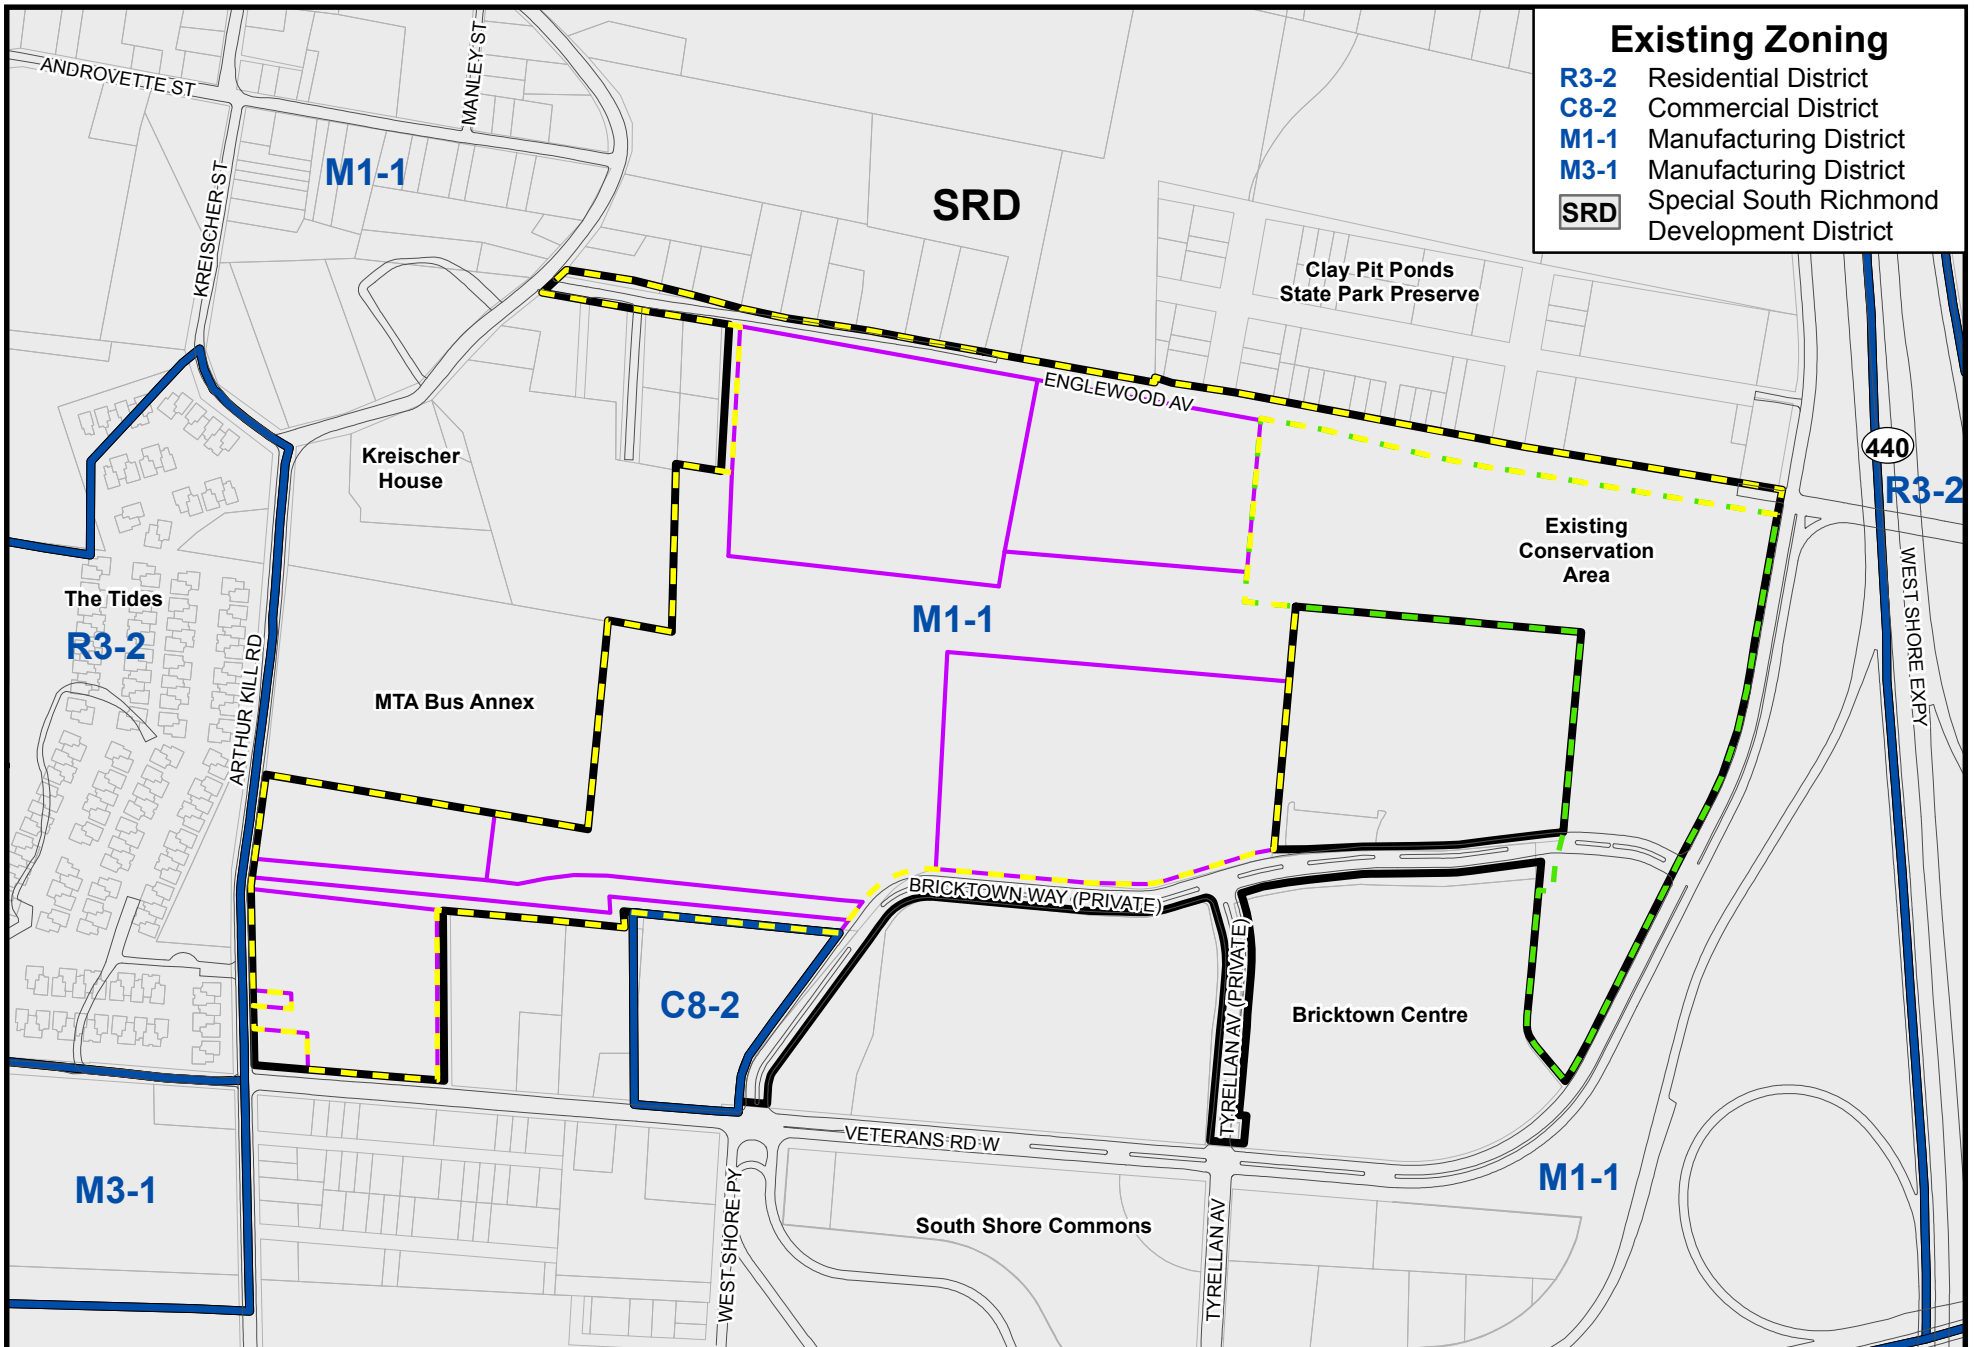 Existing Zoning
R3-2 Residential District
C8-2 Commercial District
M1-1 Manufacturing District
M3-1 Manufacturing District
SRD Special South Richmond
Development District
ANDROVETTE ST
MANLEY ST
KREISCHER ST
M1-1
SRD
Clay Pit Ponds
State Park Preserve
ENGLEWOOD AV
440
R3-2
Kreischer
House
Existing
Conservation
Area
WEST SHORE EXPY
The Tides
R3-2
M1-1
ARTHUR KILL RD
MTA Bus Annex
BRICKTOWN WAY (PRIVATE)
TYRELLAN AV (PRIVATE)
C8-2
Bricktown Centre
VETERANS RD W
M3-1
M1-1
WEST SHORE PY
South Shore Commons
TYRELLAN AV